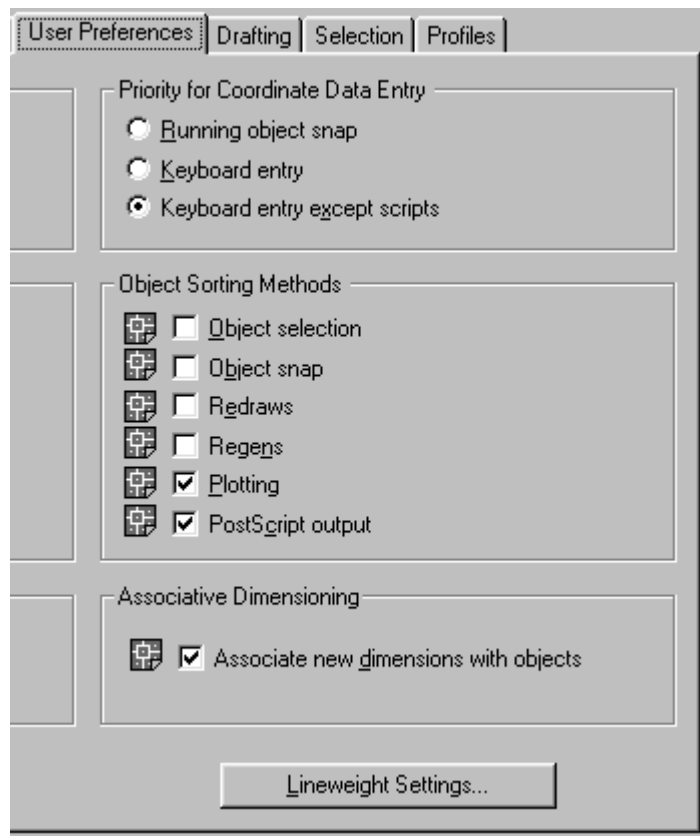 User Preferences Drafting Selection Profiles
Priority for Coordinate Data Entry
Running object snap
Keyboard entry
Keyboard entry except scripts
Object Sorting Methods
Object selection
Object snap
Redraws
Regens
Plotting
PostScript output
Associative Dimensioning
Associate new dimensions with objects
Lineweight Settings...